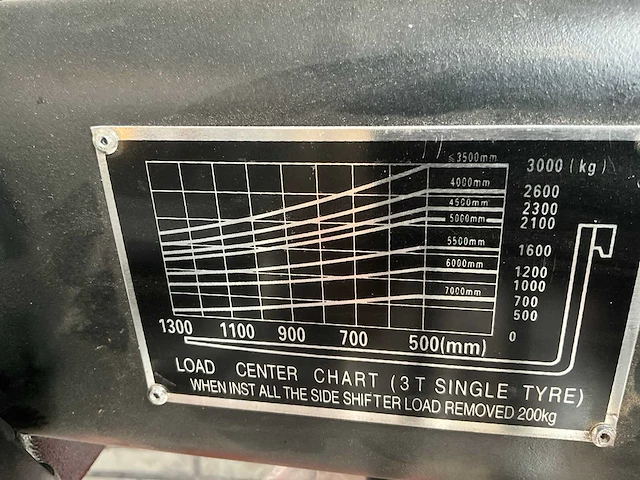 ≤3500mm 3000 (kg)
4000mm 2600
4500mm 2300
5000mm 2100
5500mm 1600
6000mm 1200
1000
7000mm 700
500
0
1300 1100 900 700 500(mm)
LOAD CENTER CHART (3T SINGLE TYRE)
WHEN INST ALL THE SIDE SHIFTER LOAD REMOVED 200kg